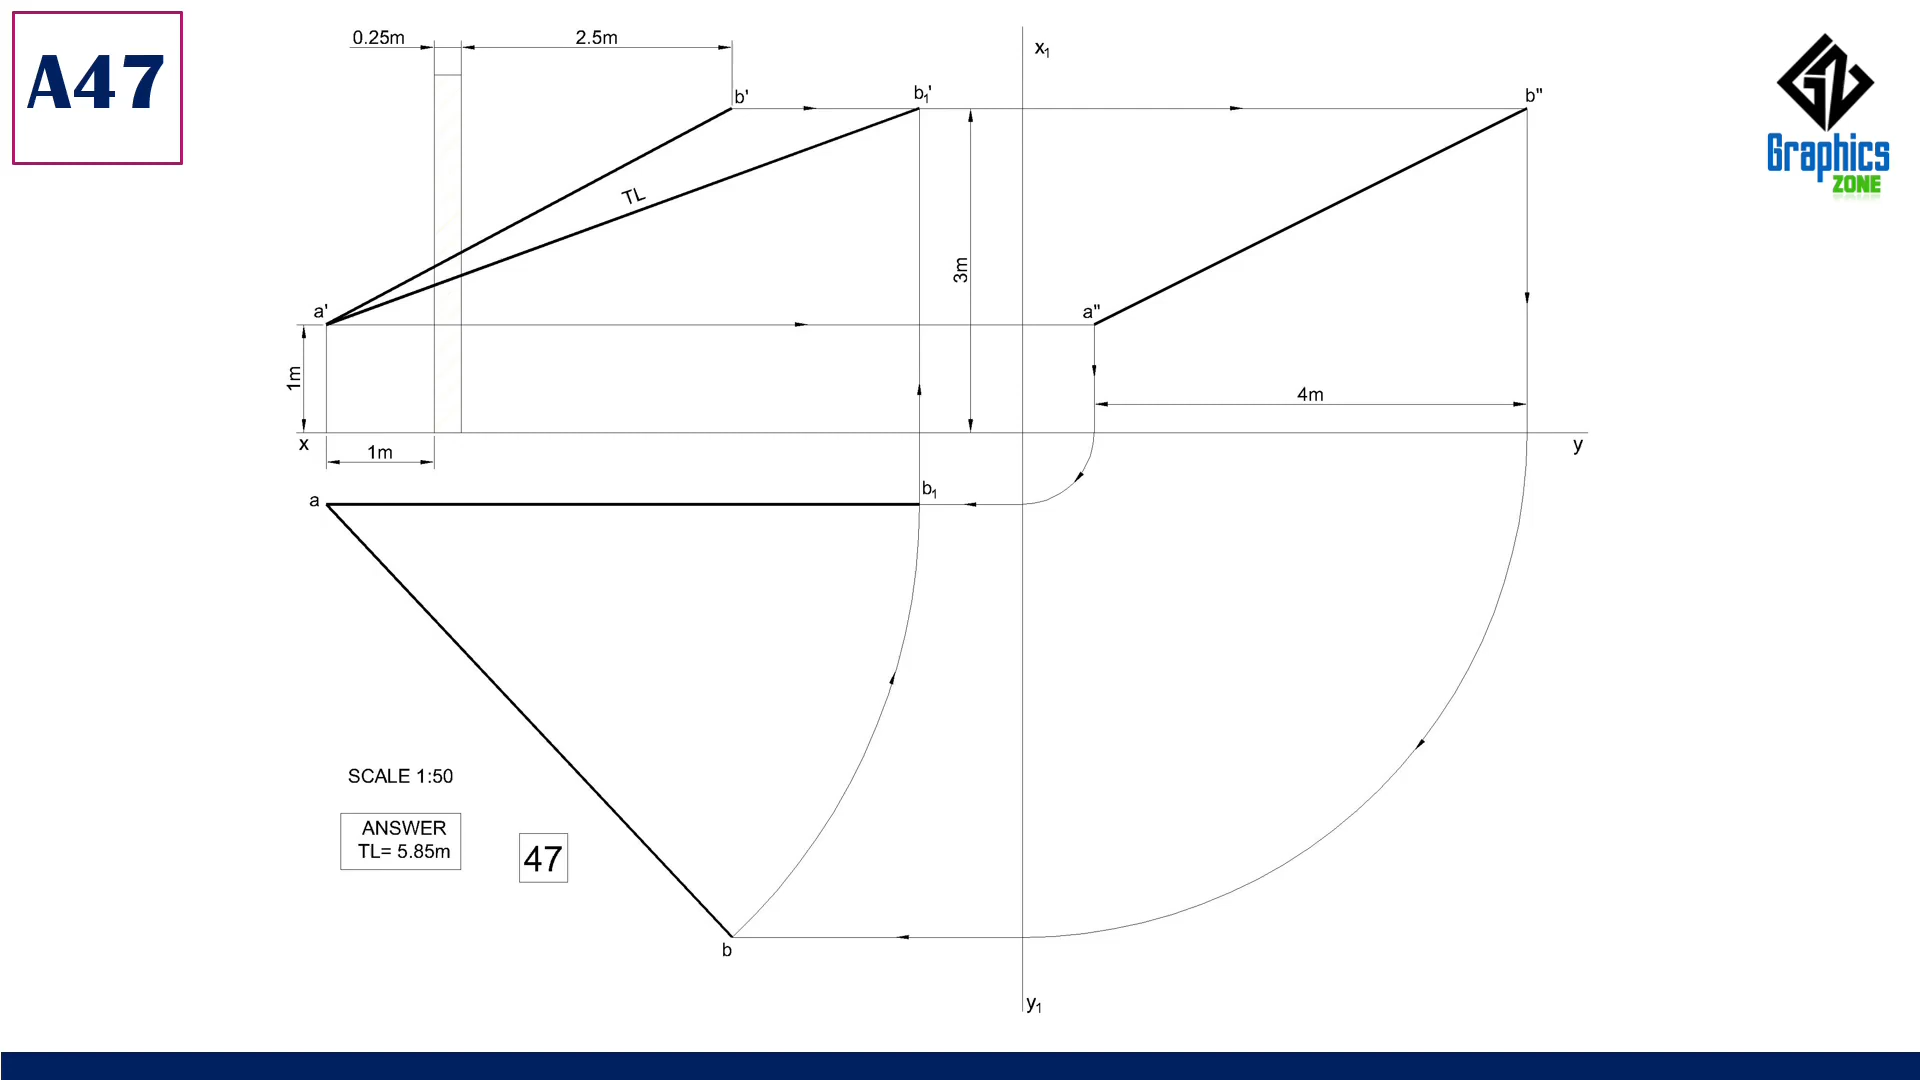 A47
0.25m
2.5m
x1
b'
b1'
b"
Graphics
ZONE
TL
3m
a'
a"
1m
4m
x
y
1m
a
b1
SCALE 1:50
ANSWER
TL= 5.85m
47
b
y1